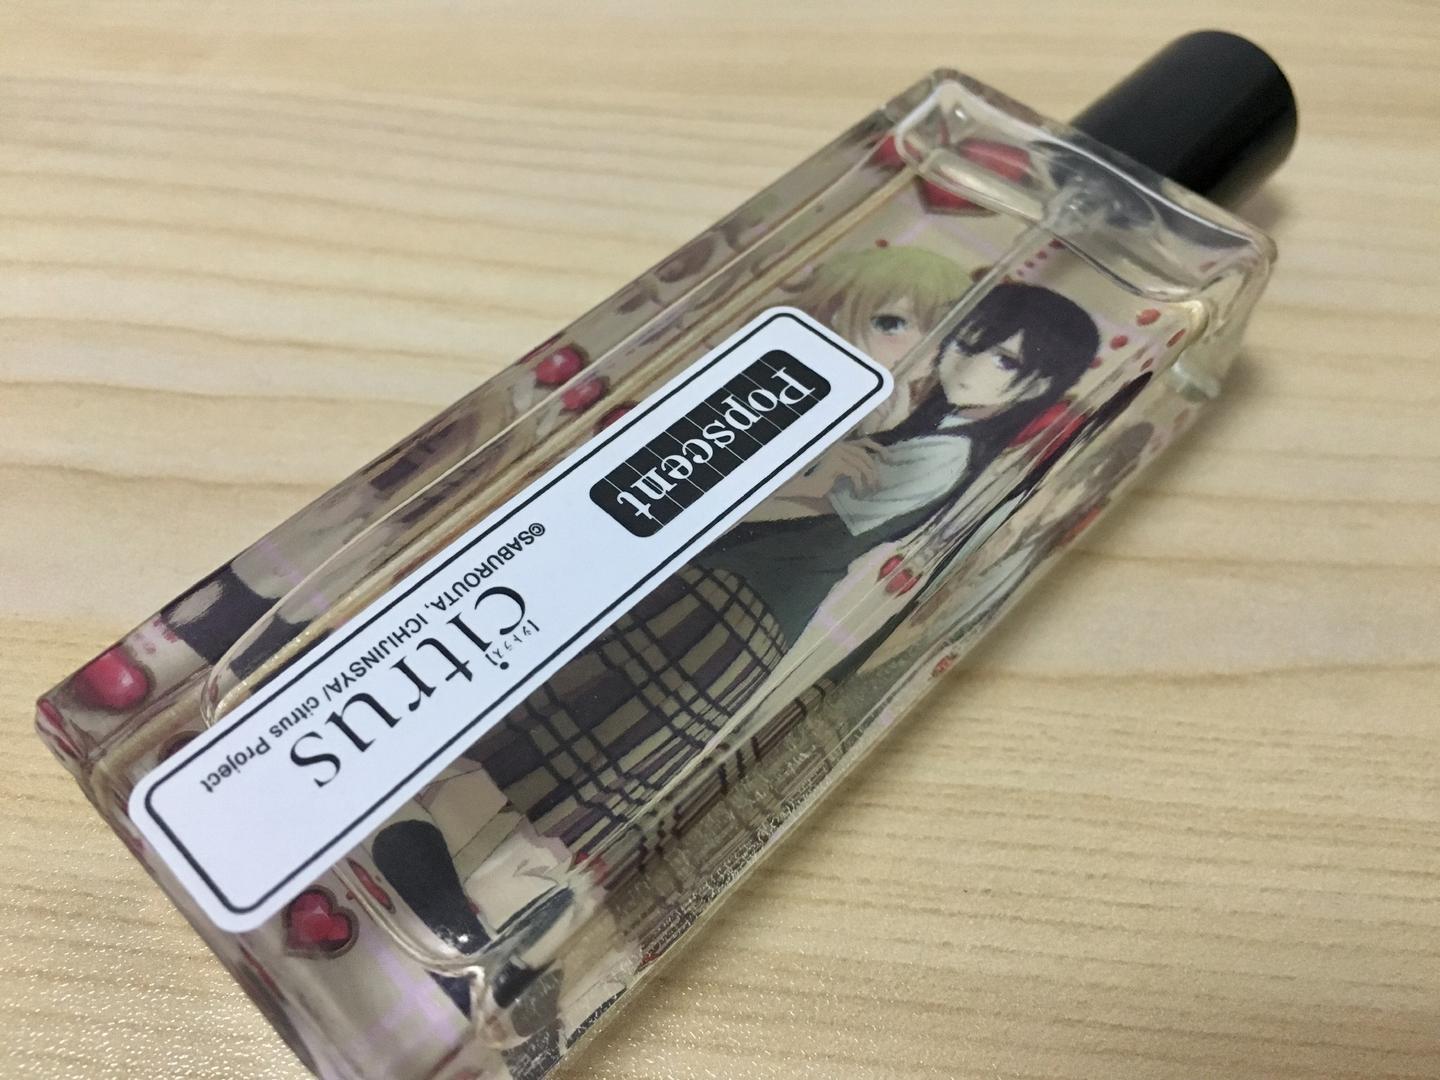 Popscent
citrus
[シトラス]
©SABUROUTA, ICHIJINSYA/ citrus Project